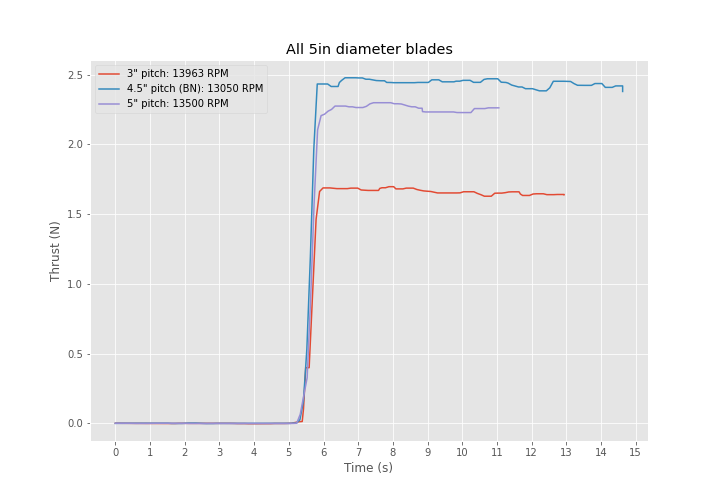 All 5in diameter blades
3" pitch: 13963 RPM
4.5" pitch (BN): 13050 RPM
5" pitch: 13500 RPM
2.5
2.0
1.5
1.0
0.5
0.0
Thrust (N)
0 1 2 3 4 5 6 7 8 9 10 11 12 13 14 15
Time (s)